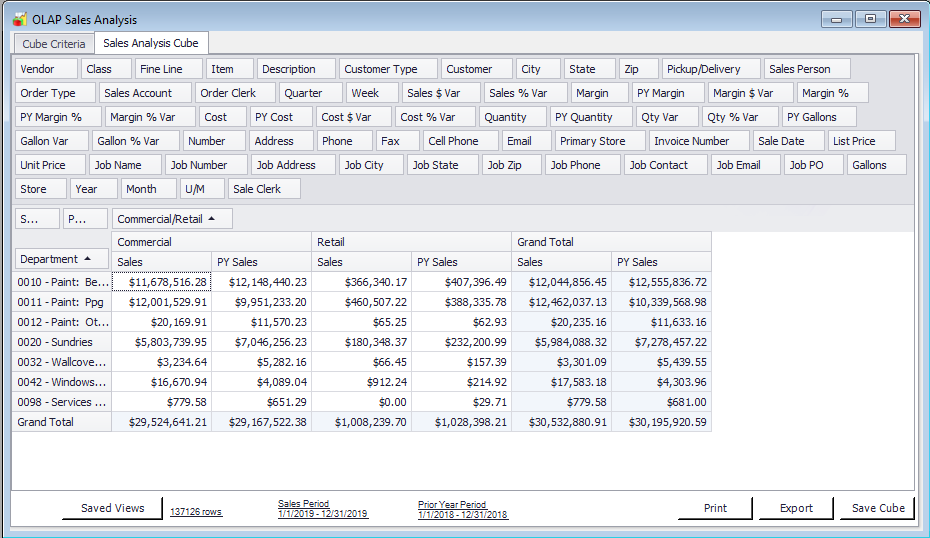 OLAP Sales Analysis
Cube Criteria Sales Analysis Cube
Vendor Class Fine Line Item Description Customer Type Customer City State Zip Pickup/Delivery Sales Person
Order Type Sales Account Order Clerk Quarter Week Sales $ Var Sales % Var Margin PY Margin Margin $ Var Margin %
PY Margin % Margin % Var Cost PY Cost Cost $ Var Cost % Var Quantity PY Quantity Qty Var Qty % Var PY Gallons
Gallon Var Gallon % Var Number Address Phone Fax Cell Phone Email Primary Store Invoice Number Sale Date List Price
Unit Price Job Name Job Number Job Address Job City Job State Job Zip Job Phone Job Contact Job Email Job PO Gallons
Store Year Month U/M Sale Clerk
S... P... Commercial/Retail
Commercial Retail Grand Total
Department Sales PY Sales Sales PY Sales Sales PY Sales
0010 - Paint: Be... $11,678,516.28 $12,148,440.23 $366,340.17 $407,396.49 $12,044,856.45 $12,555,836.72
0011 - Paint: Ppg $12,001,529.91 $9,951,233.20 $460,507.22 $388,335.78 $12,462,037.13 $10,339,568.98
0012 - Paint: Ot... $20,169.91 $11,570.23 $65.25 $62.93 $20,235.16 $11,633.16
0020 - Sundries $5,803,739.95 $7,046,256.23 $180,348.37 $232,200.99 $5,984,088.32 $7,278,457.22
0032 - Wallcove... $3,234.64 $5,282.16 $66.45 $157.39 $3,301.09 $5,439.55
0042 - Windows... $16,670.94 $4,089.04 $912.24 $214.92 $17,583.18 $4,303.96
0098 - Services ... $779.58 $651.29 $0.00 $29.71 $779.58 $681.00
Grand Total $29,524,641.21 $29,167,522.38 $1,008,239.70 $1,028,398.21 $30,532,880.91 $30,195,920.59
Saved Views 137126 rows Sales Period Prior Year Period Print Export Save Cube
1/1/2019 - 12/31/2019 1/1/2018 - 12/31/2018